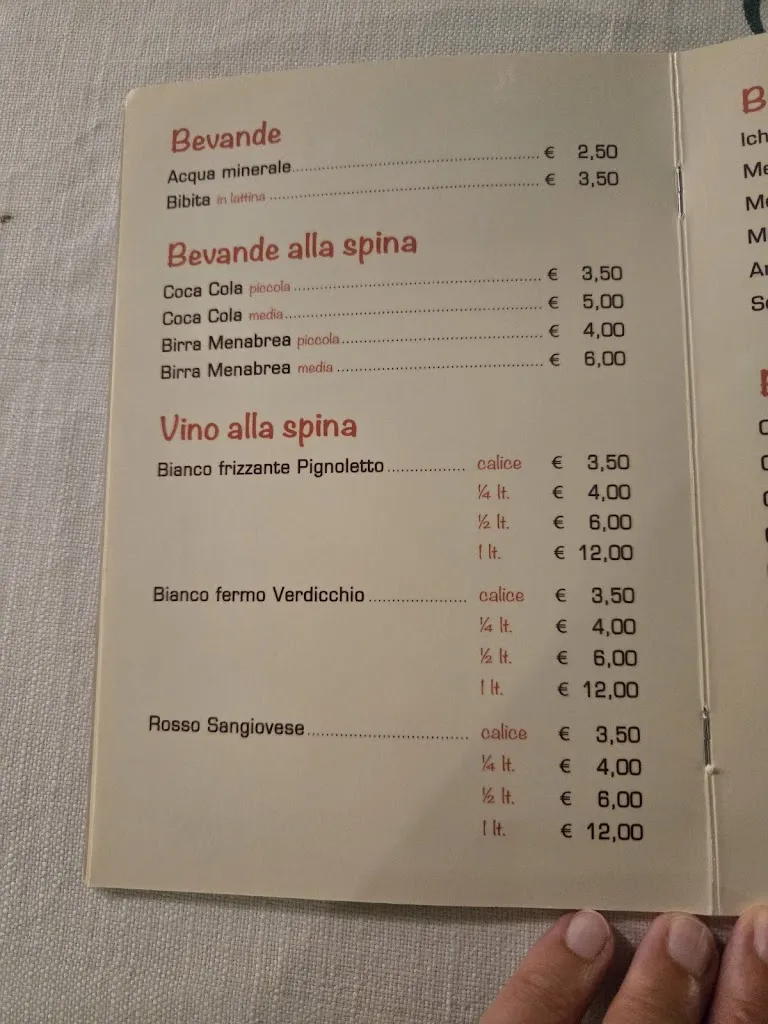 Bevande
Acqua minerale........................ € 2,50
Bibita in lattina ........................ € 3,50
Bevande alla spina
Coca Cola piccola........................ € 3,50
Coca Cola media........................ € 5,00
Birra Menabrea piccola........................ € 4,00
Birra Menabrea media ........................ € 6,00
Vino alla spina
Bianco frizzante Pignoletto................ calice € 3,50
¼ lt. € 4,00
½ lt. € 6,00
1 lt. € 12,00
Bianco fermo Verdicchio.................... calice € 3,50
¼ lt. € 4,00
½ lt. € 6,00
1 lt. € 12,00
Rosso Sangiovese................................ calice € 3,50
¼ lt. € 4,00
½ lt. € 6,00
1 lt. € 12,00